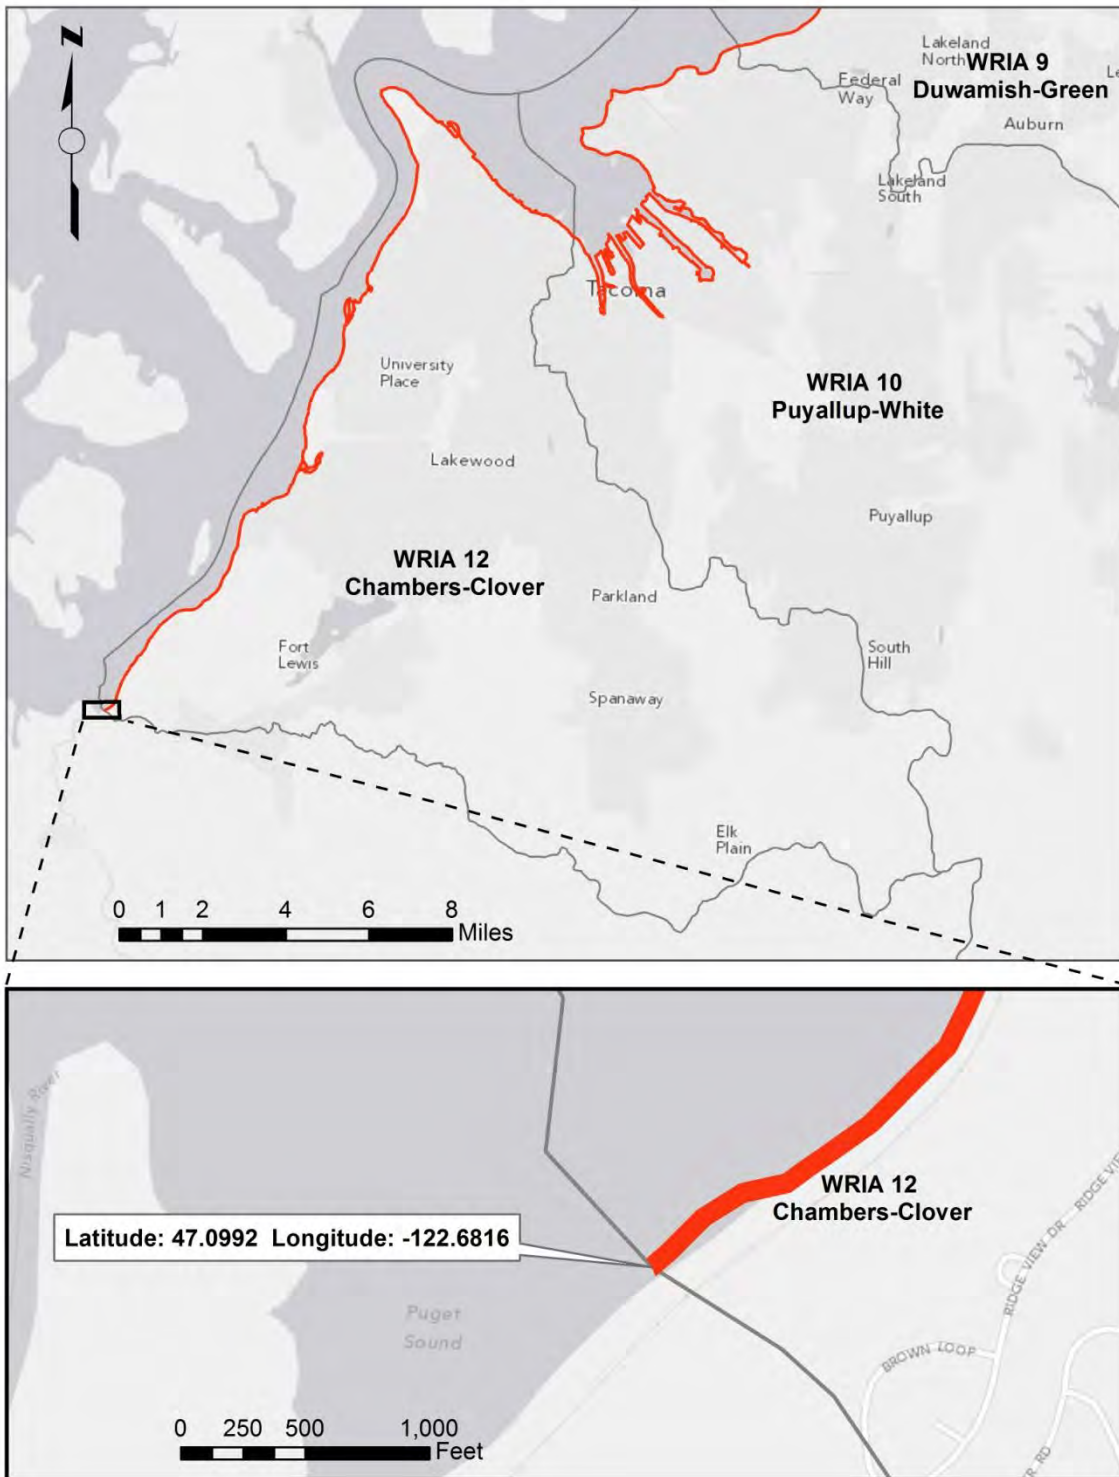 N
Lakeland
North
WRIA 9
Duwamish-Green
Federal
Way
Auburn
Lakeland
South
Tacoma
University
Place
WRIA 10
Puyallup-White
Lakewood
Puyallup
WRIA 12
Chambers-Clover
Parkland
Fort
Lewis
South
Hill
Spanaway
Elk
Plain
0 1 2 4 6 8
Miles
Nisqually River
WRIA 12
Chambers-Clover
Latitude: 47.0992 Longitude: -122.6816
RIDGE VIEW DR
Puget
Sound
BROWN LOOP
0 250 500 1,000
Feet